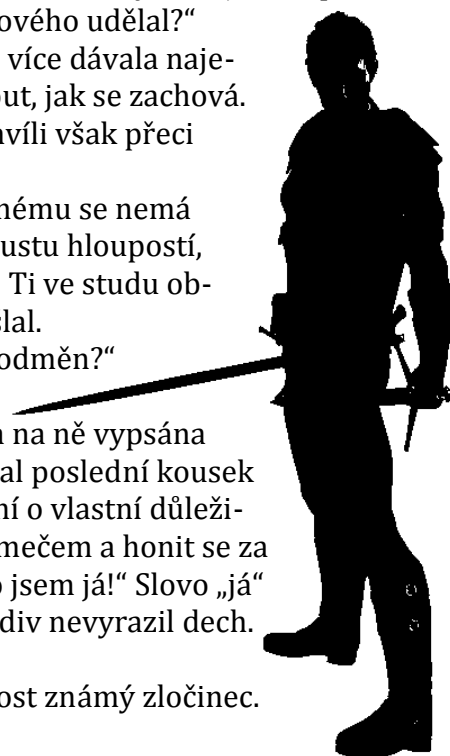 ového udělal?“
více dávala naje-
out, jak se zachová.
avíli však přeci
nému se nemá
ustu hloupostí,
Ti ve studu ob-
slal.
odměn?“
na ně vypsána
al poslední kousek
ní o vlastní důleži-
mečem a honit se za
o jsem já!“ Slovo „já“
div nevyrazil dech.
ost známý zločinec.